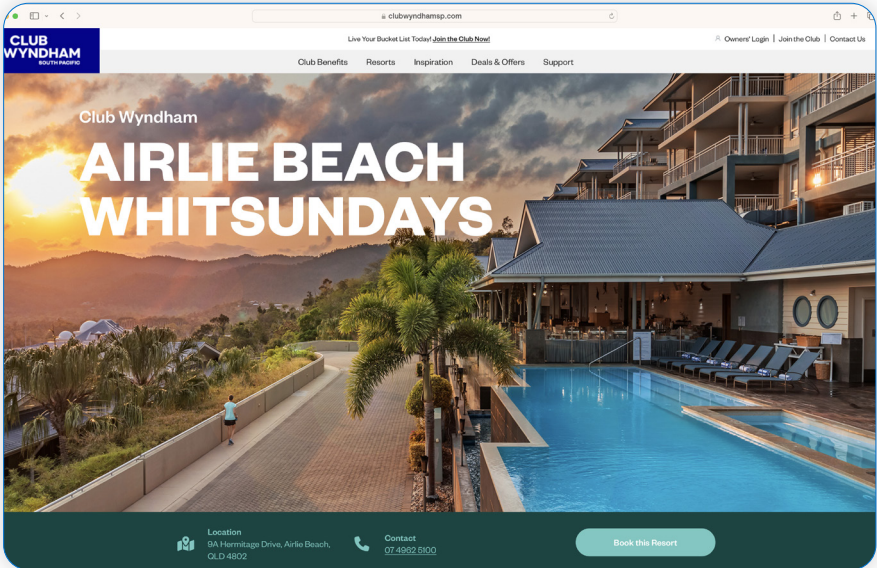 clubwyndhamsp.com
CLUB
WYNDHAM
SOUTH PACIFIC
Live Your Bucket List Today! Join the Club Now!
Owners' Login | Join the Club | Contact Us
Club Benefits Resorts Inspiration Deals & Offers Support
Club Wyndham
AIRLIE BEACH
WHITSUNDAYS
Location
9A Hermitage Drive, Airlie Beach,
QLD 4802
Contact
07 4962 5100
Book this Resort